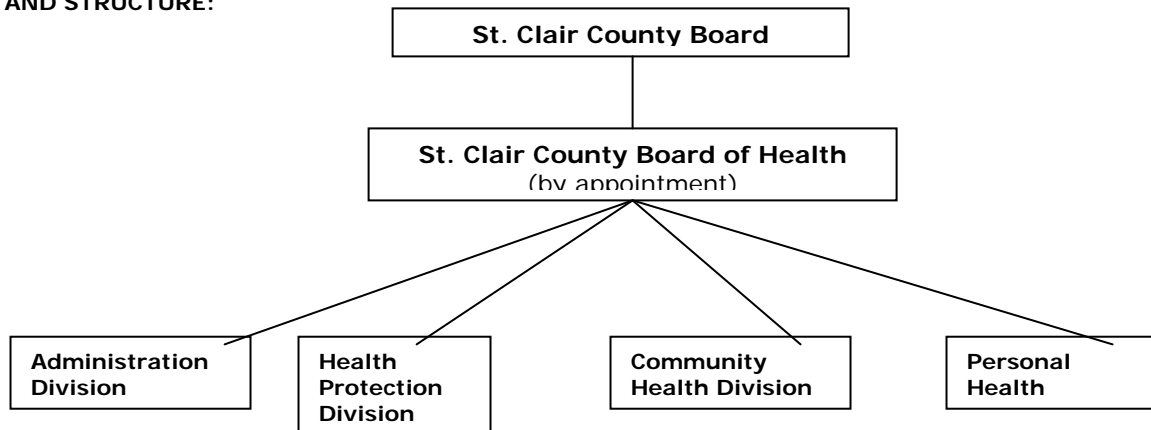 AND STRUCTURE:
St. Clair County Board
St. Clair County Board of Health
(by appointment)
Administration
Division
Health
Protection
Division
Community
Health Division
Personal
Health